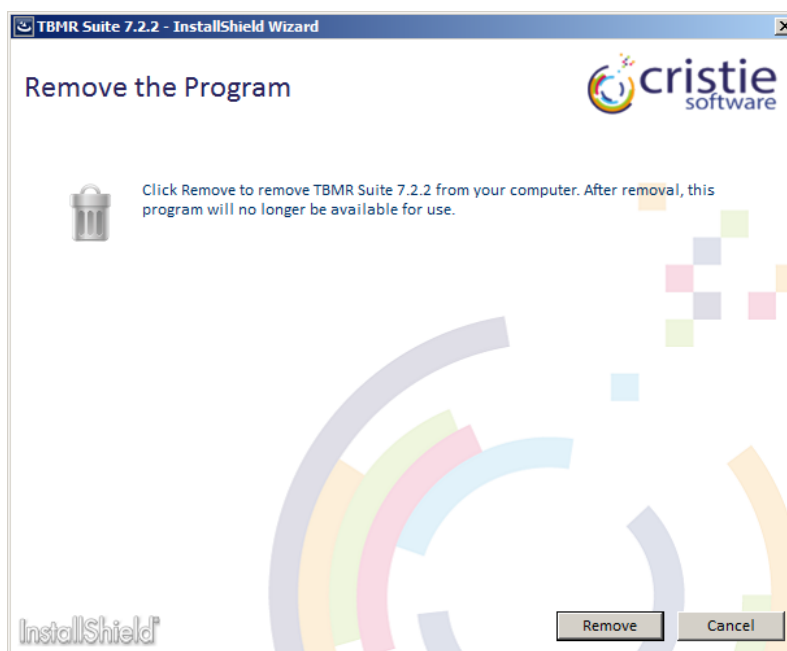 TBMR Suite 7.2.2 - InstallShield Wizard
Remove the Program
cristie
software
Click Remove to remove TBMR Suite 7.2.2 from your computer. After removal, this
program will no longer be available for use.
InstallShield
Remove
Cancel